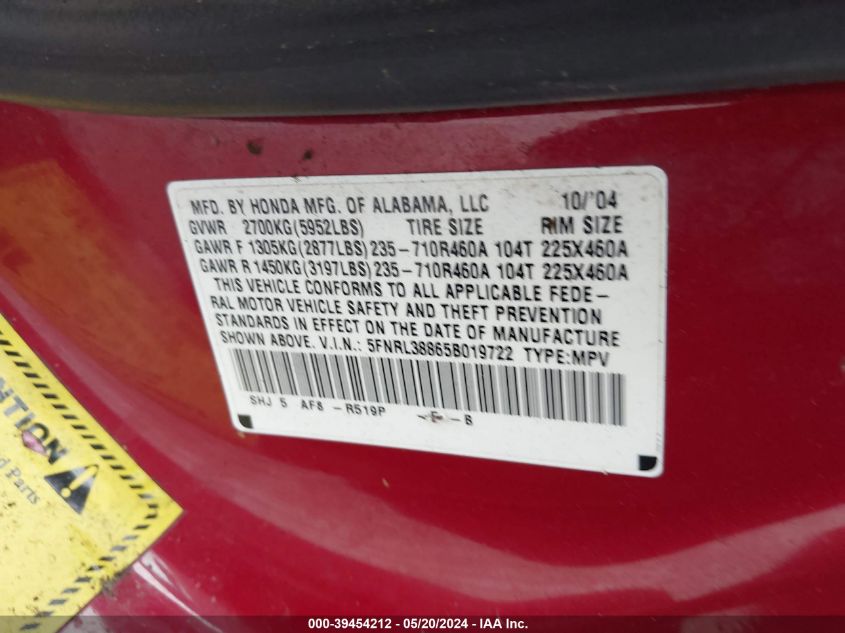 MFD. BY HONDA MFG. OF ALABAMA, LLC 10/'04
GVWR 2700KG(5952LBS) TIRE SIZE RIM SIZE
GAWR F 1305KG(2877LBS)235-710R460A 104T 225X460A
GAWR R 1450KG(3197LBS)235-710R460A 104T 225X460A
THIS VEHICLE CONFORMS TO ALL APPLICABLE FEDE-
RAL MOTOR VEHICLE SAFETY AND THEFT PREVENTION
STANDARDS IN EFFECT ON THE DATE OF MANUFACTURE
SHOWN ABOVE. V.I.N.: 5FNRL38865B019722 TYPE:MPV
SHJ 5 AF8 - R519P -F- B
NTION
Parts
000-39454212 - 05/20/2024 - IAA Inc.